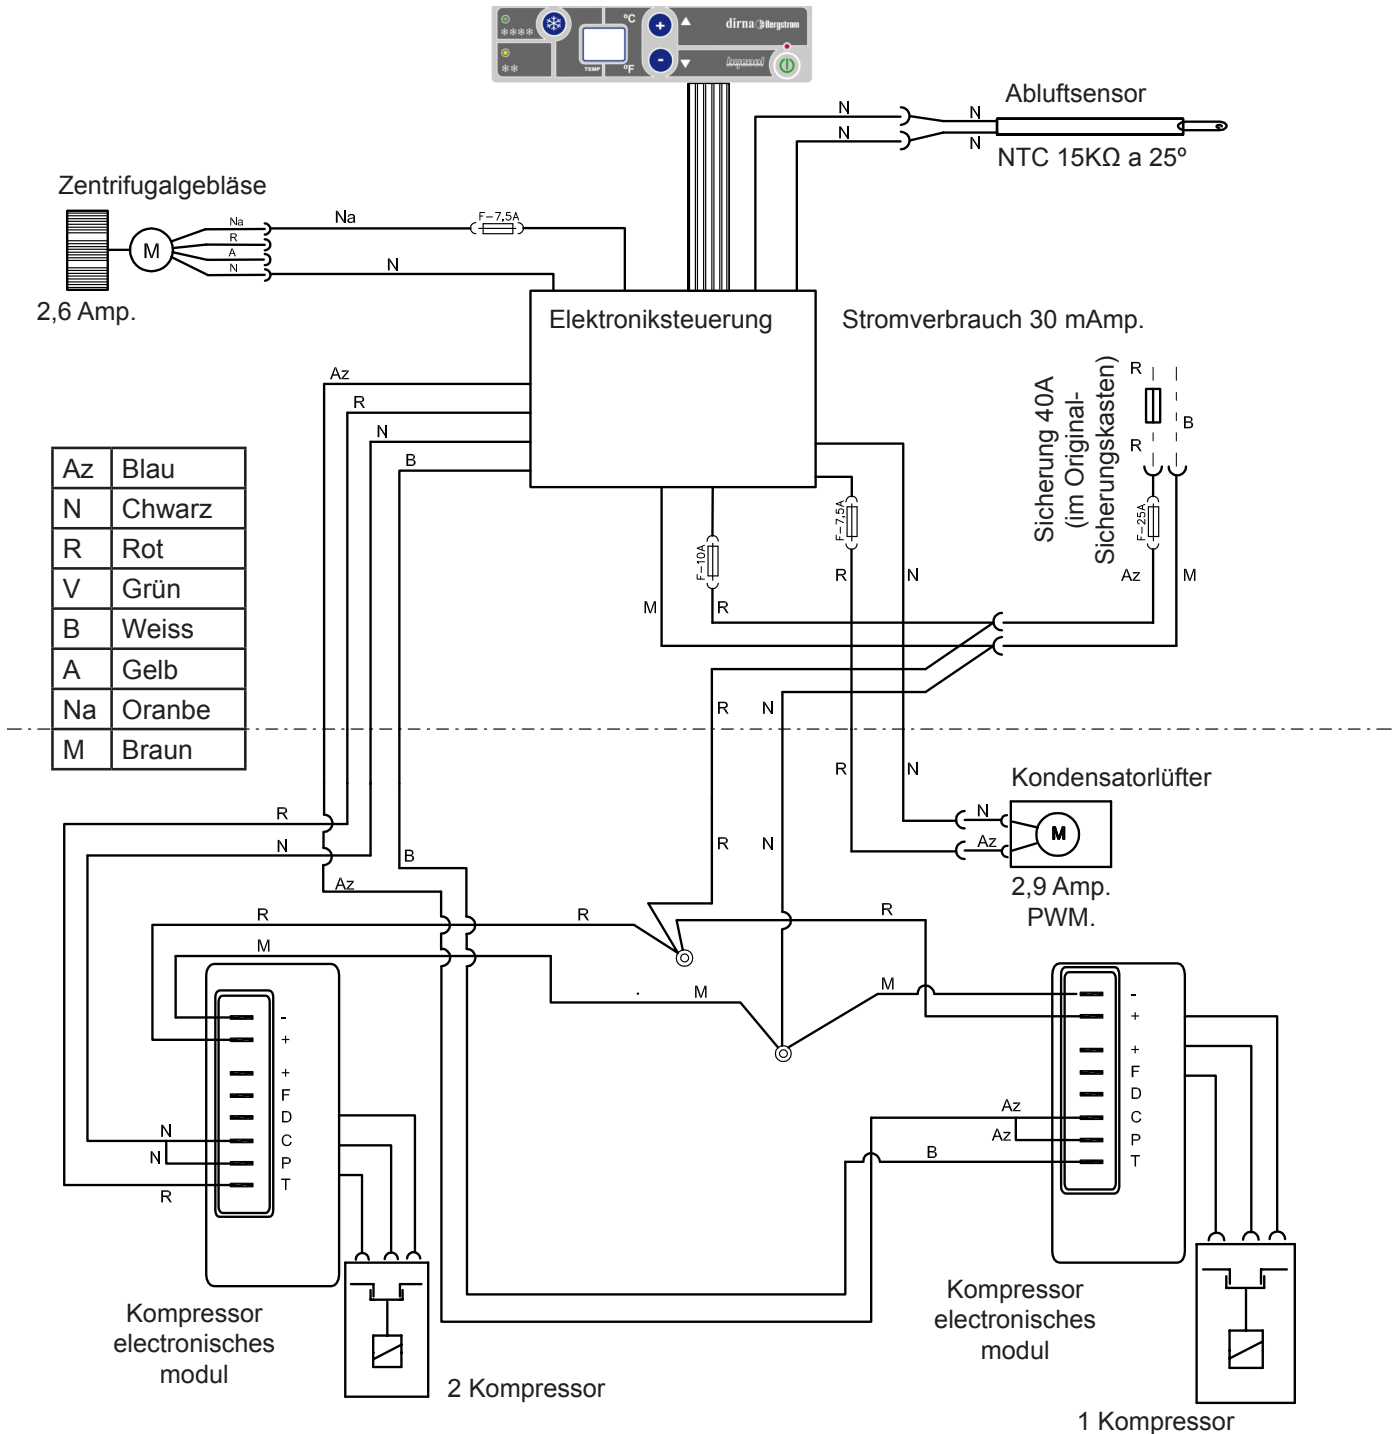 °C
dirna Bergstrom
TEMP
°F
bycool
+
-
Abluftsensor
NTC 15KΩ a 25º
N
N
N
N
Zentrifugalgebläse
Na
R
A
N
M
Na
F-7,5A
N
2,6 Amp.
Elektroniksteuerung
Stromverbrauch 30 mAmp.
Sicherung 40A
(im Original-
Sicherungskasten)
R
B
R
F-25A
Az
M
Az
R
N
B
F-7,5A
F-10A
R
N
M
R
Az Blau
N Chwarz
R Rot
V Grün
B Weiss
A Gelb
Na Oranbe
M Braun
R
N
R
N
Kondensatorlüfter
N
Az
M
2,9 Amp.
PWM.
R
N
B
Az
R
N
R
R
R
M
M
M
-
+
+
F
D
C
P
T
N
N
R
-
+
+
F
D
C
P
T
Az
Az
B
Kompressor
electronisches
modul
2 Kompressor
Kompressor
electronisches
modul
1 Kompressor